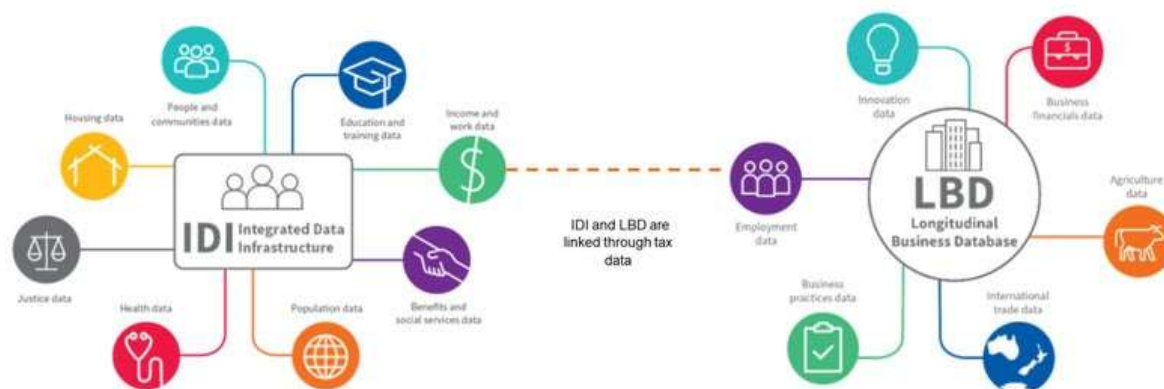 People and
communities data
Education and
training data
Housing data
Income and
work data
IDI Integrated Data
Infrastructure
Justice data
Health data
Population data
Benefits and
social services data
IDI and LBD are
linked through tax
data
Innovation
data
$
Business
financials data
LBD
Longitudinal
Business Database
Employment
data
Agriculture
data
Business
practices data
International
trade data